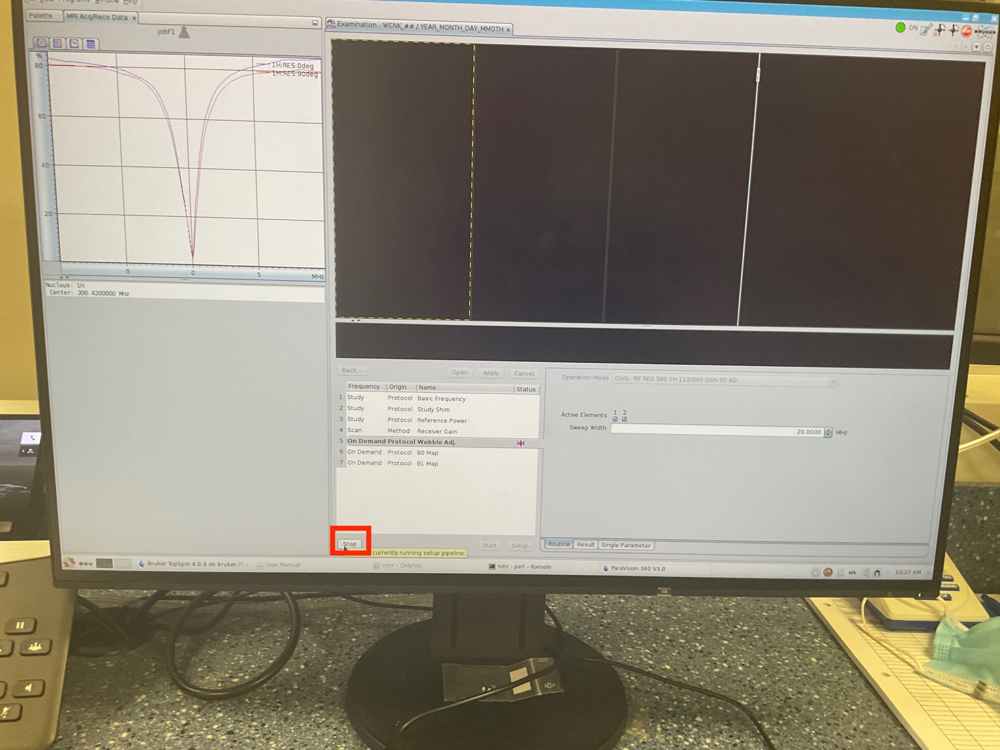 Programs Window Help
Palette MRI Acq/Reco Data x
jobF1
Examination - WENK_## / YEAR_MONTH_DAY_MMOTH x
ON
BRUKER
%
80
60
40
20
1H:RES:0deg
1H:RES:90deg
-5 0 5 MHz
Nucleus: 1H
Center: 300.4200000 MHz
Back... Open Apply Cancel
Frequency Origin Name Status
1 Study Protocol Basic Frequency
2 Study Protocol Study Shim
3 Study Protocol Reference Power
4 Scan Method Receiver Gain
5 On Demand Protocol Wobble Adj.
6 On Demand Protocol B0 Map
7 On Demand Protocol B1 Map
Operation Mode Coil1: 'RF RES 300 1H 112/086 QSN TO AD'
1 2
Active Elements
Sweep Width 20.0000 MHz
Stop Start Setup
currently running setup pipeline.
Routine Result Single Parameter
Bruker TopSpin 4.0.9 on bruker-7t User Manual nmr - Dolphin nmr : perl - Konsole ParaVision 360 V3.0 us 10:27 AM